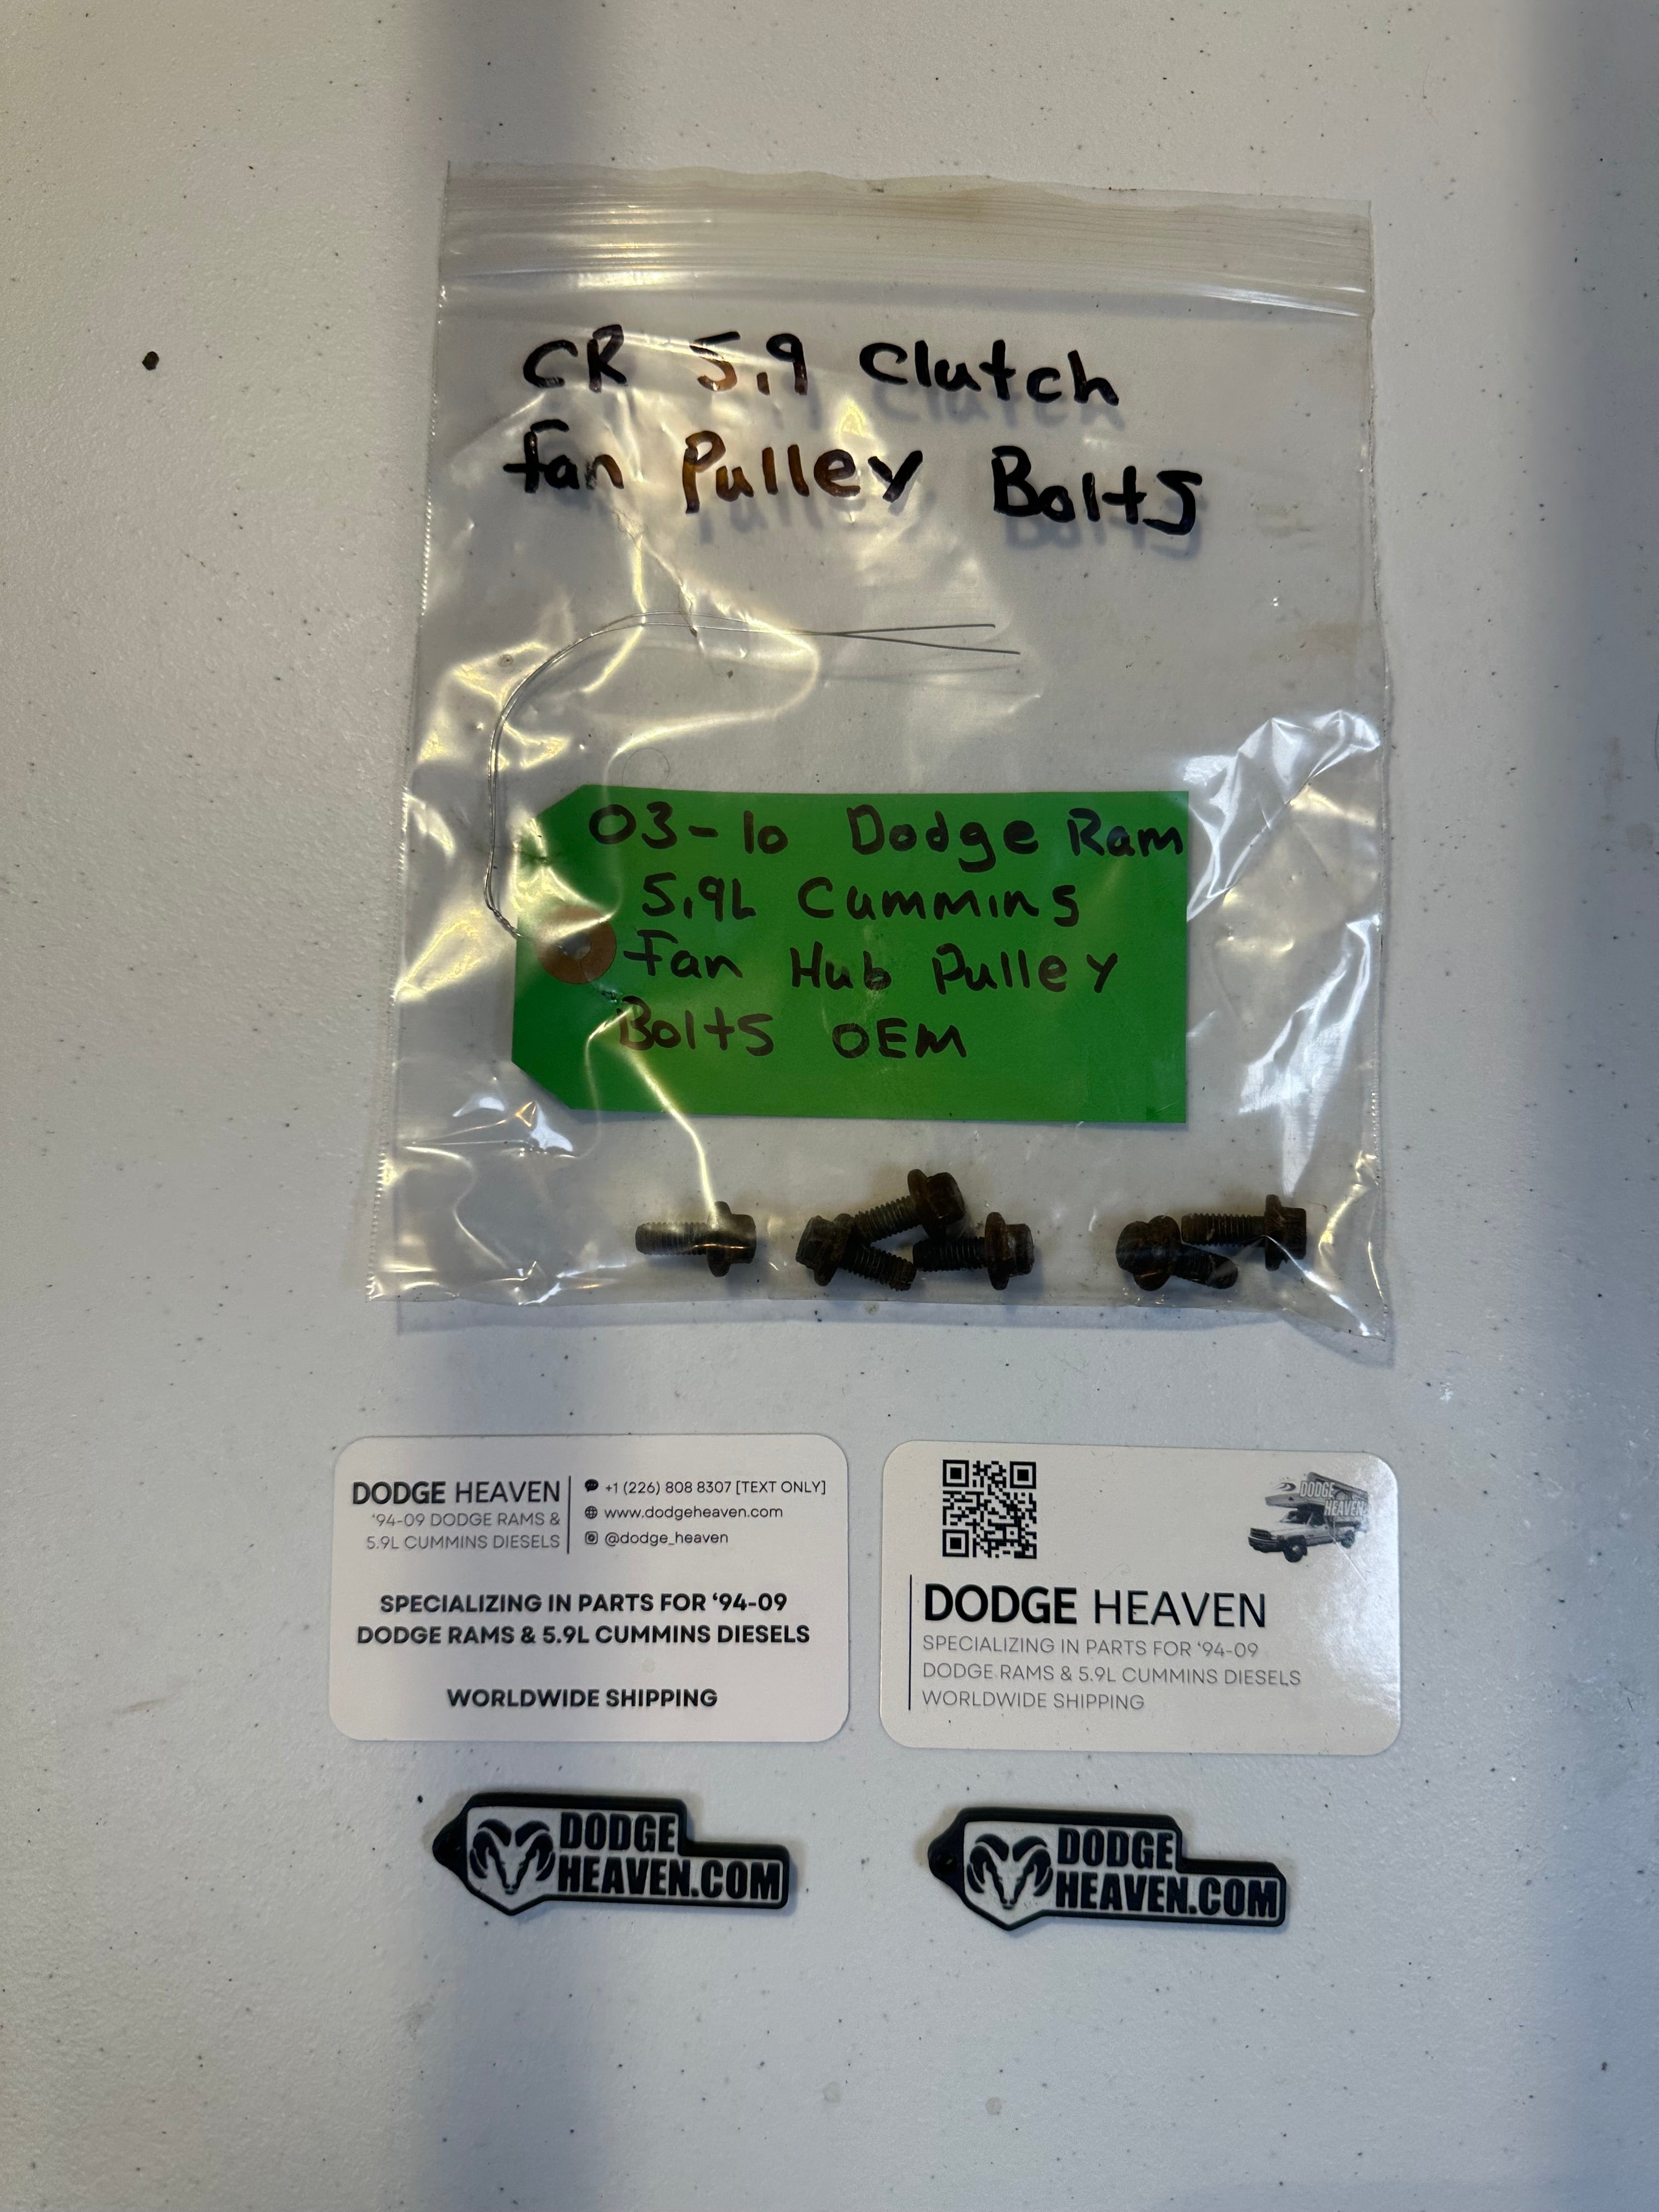 CR 5.9 Clutch
Fan Pulley Bolts
03-10 Dodge Ram
5.9L Cummins
Fan Hub Pulley
Bolts OEM
DODGE HEAVEN
'94-09 DODGE RAMS &
5.9L CUMMINS DIESELS
+1 (226) 808 8307 [TEXT ONLY]
www.dodgeheaven.com
@dodge_heaven
SPECIALIZING IN PARTS FOR ‘94-09
DODGE RAMS & 5.9L CUMMINS DIESELS
WORLDWIDE SHIPPING
DODGE
HEAVEN
DODGE HEAVEN
SPECIALIZING IN PARTS FOR ‘94-09
DODGE RAMS & 5.9L CUMMINS DIESELS
WORLDWIDE SHIPPING
DODGE
HEAVEN.COM
DODGE
HEAVEN.COM